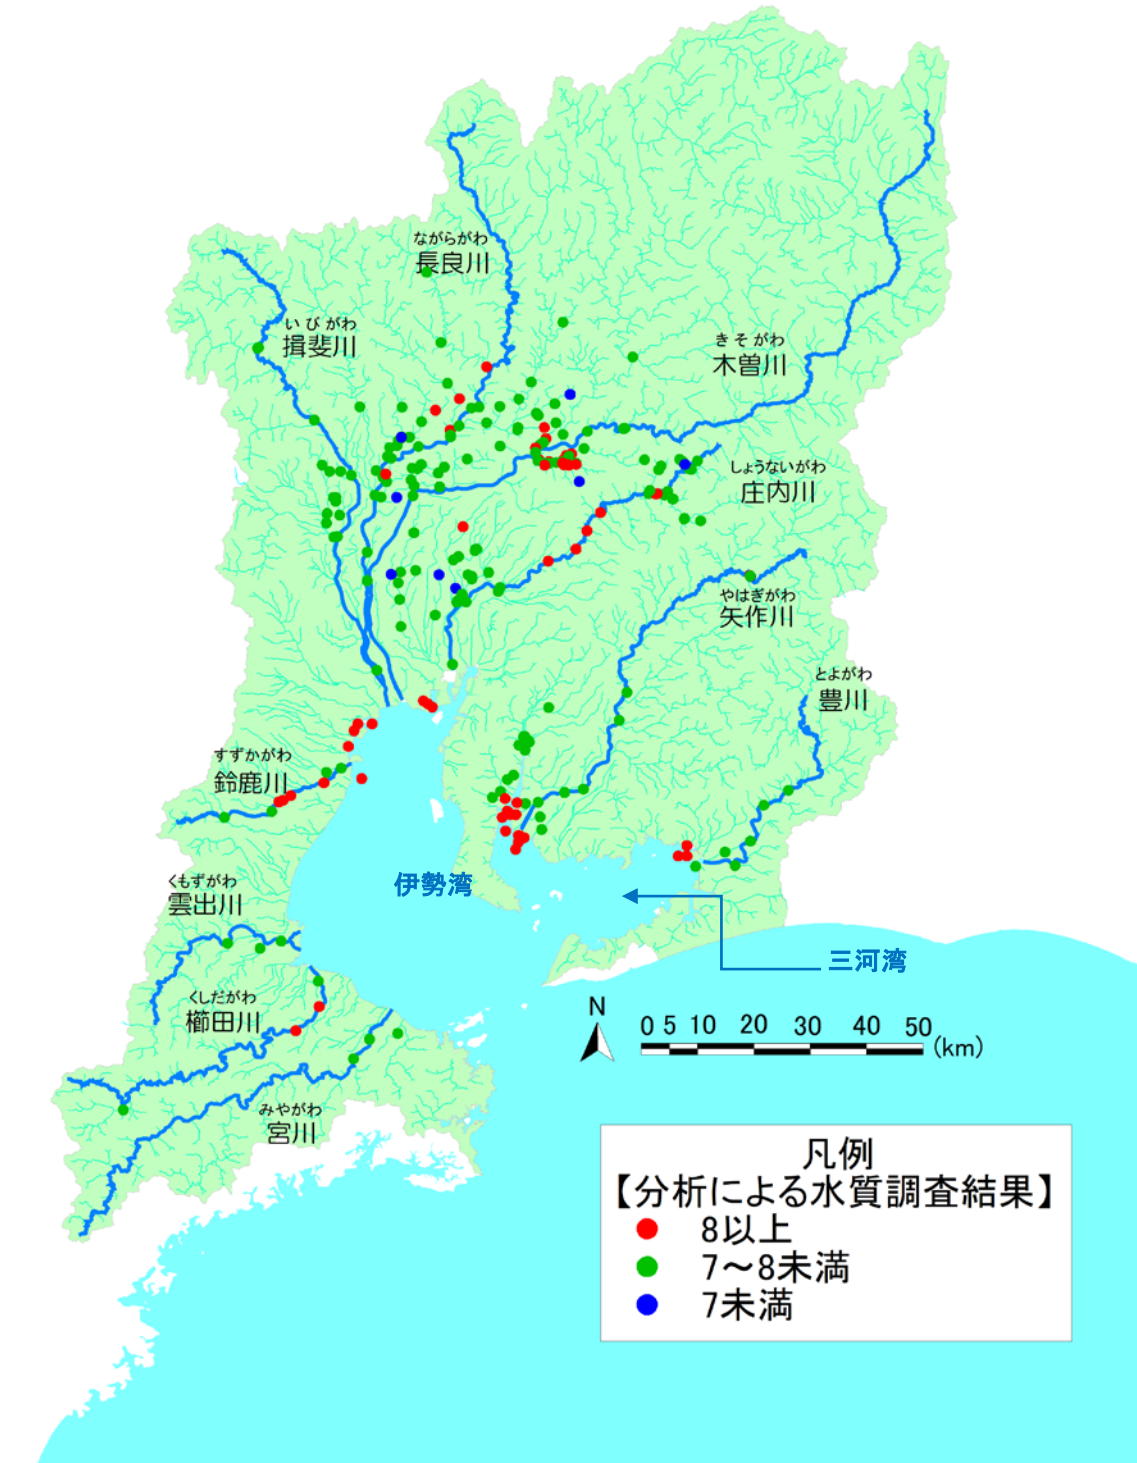 ながらがわ
長良川
いびがわ
揖斐川
きそがわ
木曽川
しょうないがわ
庄内川
やはぎがわ
矢作川
とよがわ
豊川
すずかがわ
鈴鹿川
くもずがわ
雲出川
伊勢湾
三河湾
くしだがわ
櫛田川
みやがわ
宮川
N
0 5 10 20 30 40 50
(km)
凡例
【分析による水質調査結果】
8以上
7～8未満
7未満